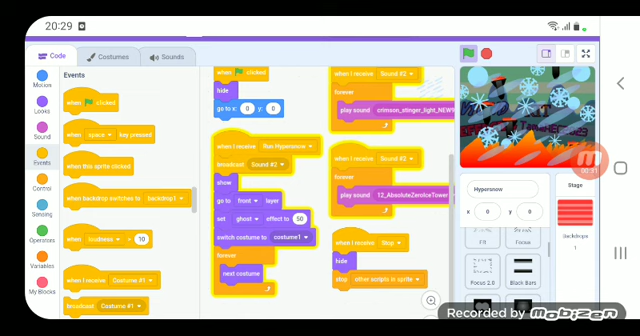 20:29
Code
Costumes
Sounds
Motion
Looks
Sound
Events
Control
Sensing
Operators
Variables
My Blocks
Events
when clicked
when space key pressed
when this sprite clicked
when backdrop switches to backdrop1
when loudness > 10
when I receive Costume #1
broadcast Costume #1
when clicked
hide
go to x: 0 y: 0
when I receive Run Hypersnow
broadcast Sound #2
show
go to front layer
set ghost effect to 50
switch costume to costume1
forever
next costume
when I receive Sound #2
forever
play sound crimson_stinger_light_NEW
when I receive Sound #2
forever
play sound 12_AbsoluteZeroIceTower
when I receive Stop
hide
stop other scripts in sprite
00:31
Hypersnow
x 0 y 0
Stage
Backdrops
1
F8
Focus
Focus 2.0
Black Bars
Recorded by mobizen